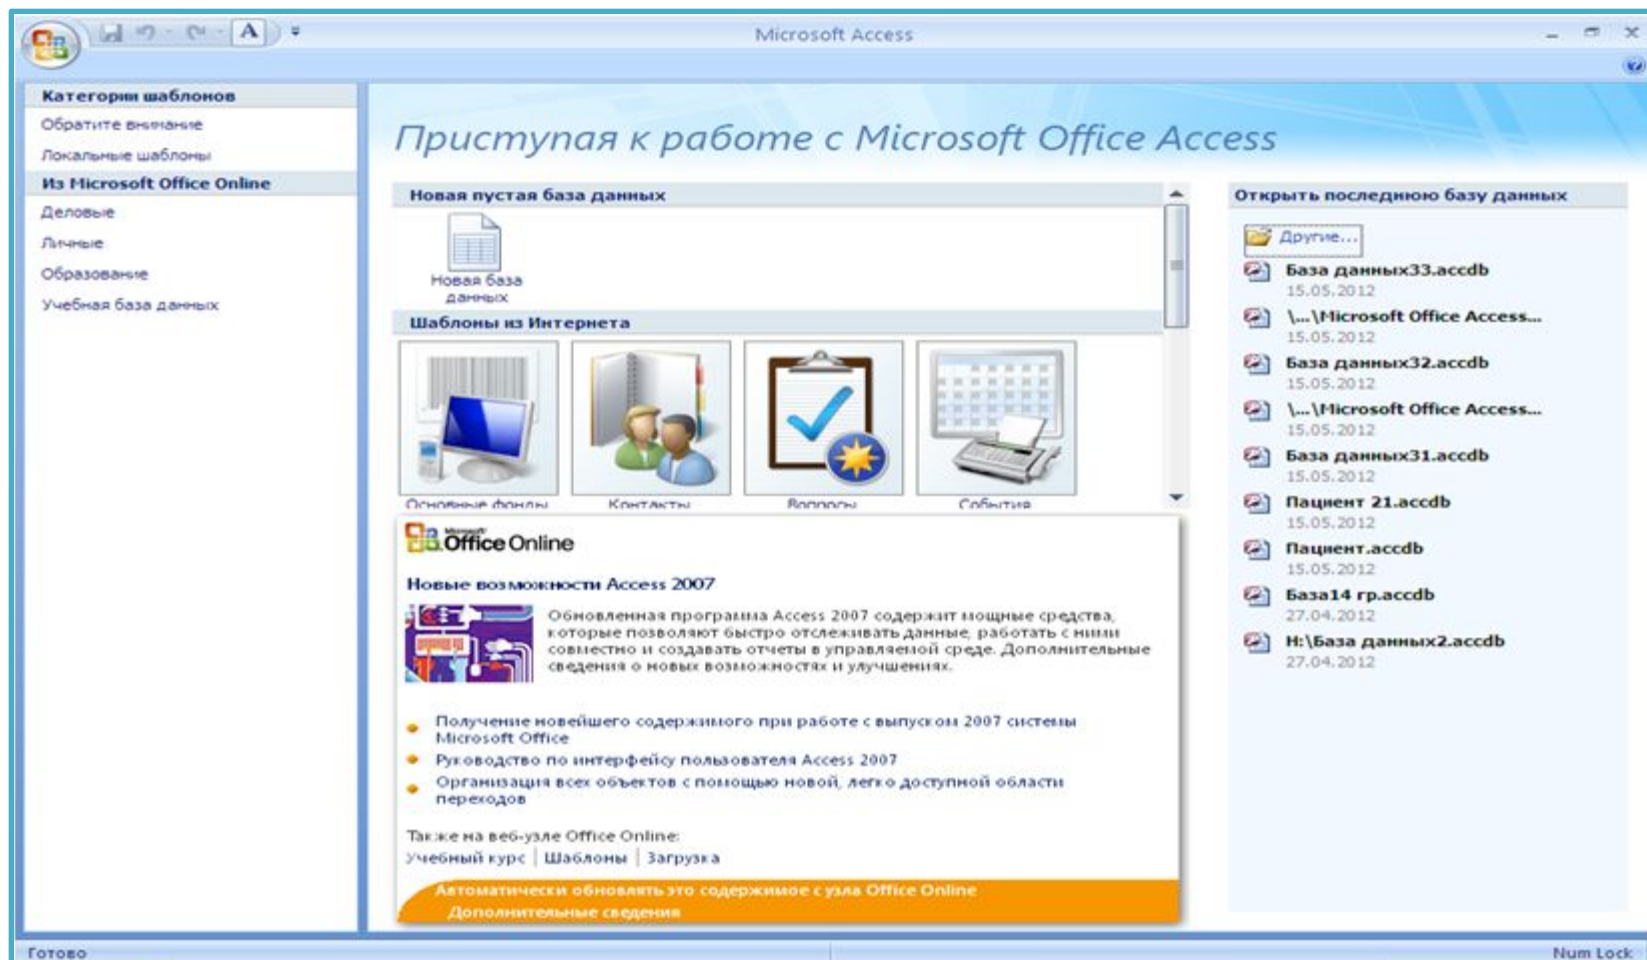 Microsoft Access
Категории шаблонов
Обратите внимание
Локальные шаблоны
Из Microsoft Office Online
Деловые
Личные
Образование
Учебная база данных
Приступая к работе с Microsoft Office Access
Новая пустая база данных
Новая база
данных
Шаблоны из Интернета
Основные фонды
Контакты
Вопросы
События
Microsoft
Office Online
Новые возможности Access 2007
Обновленная программа Access 2007 содержит мощные средства,
которые позволяют быстро отслеживать данные, работать с ними
совместно и создавать отчеты в управляемой среде. Дополнительные
сведения о новых возможностях и улучшениях.
Получение новейшего содержимого при работе с выпуском 2007 системы
Microsoft Office
Руководство по интерфейсу пользователя Access 2007
Организация всех объектов с помощью новой, легко доступной области
переходов
Также на веб-узле Office Online:
Учебный курс | Шаблоны | Загрузка
Автоматически обновлять это содержимое с узла Office Online
Дополнительные сведения
Открыть последнюю базу данных
Другие...
База данных33.accdb
15.05.2012
\...\Microsoft Office Access...
15.05.2012
База данных32.accdb
15.05.2012
\...\Microsoft Office Access...
15.05.2012
База данных31.accdb
15.05.2012
Пациент 21.accdb
15.05.2012
Пациент.accdb
15.05.2012
База14 гр.accdb
27.04.2012
H:\База данных2.accdb
27.04.2012
Готово
Num Lock